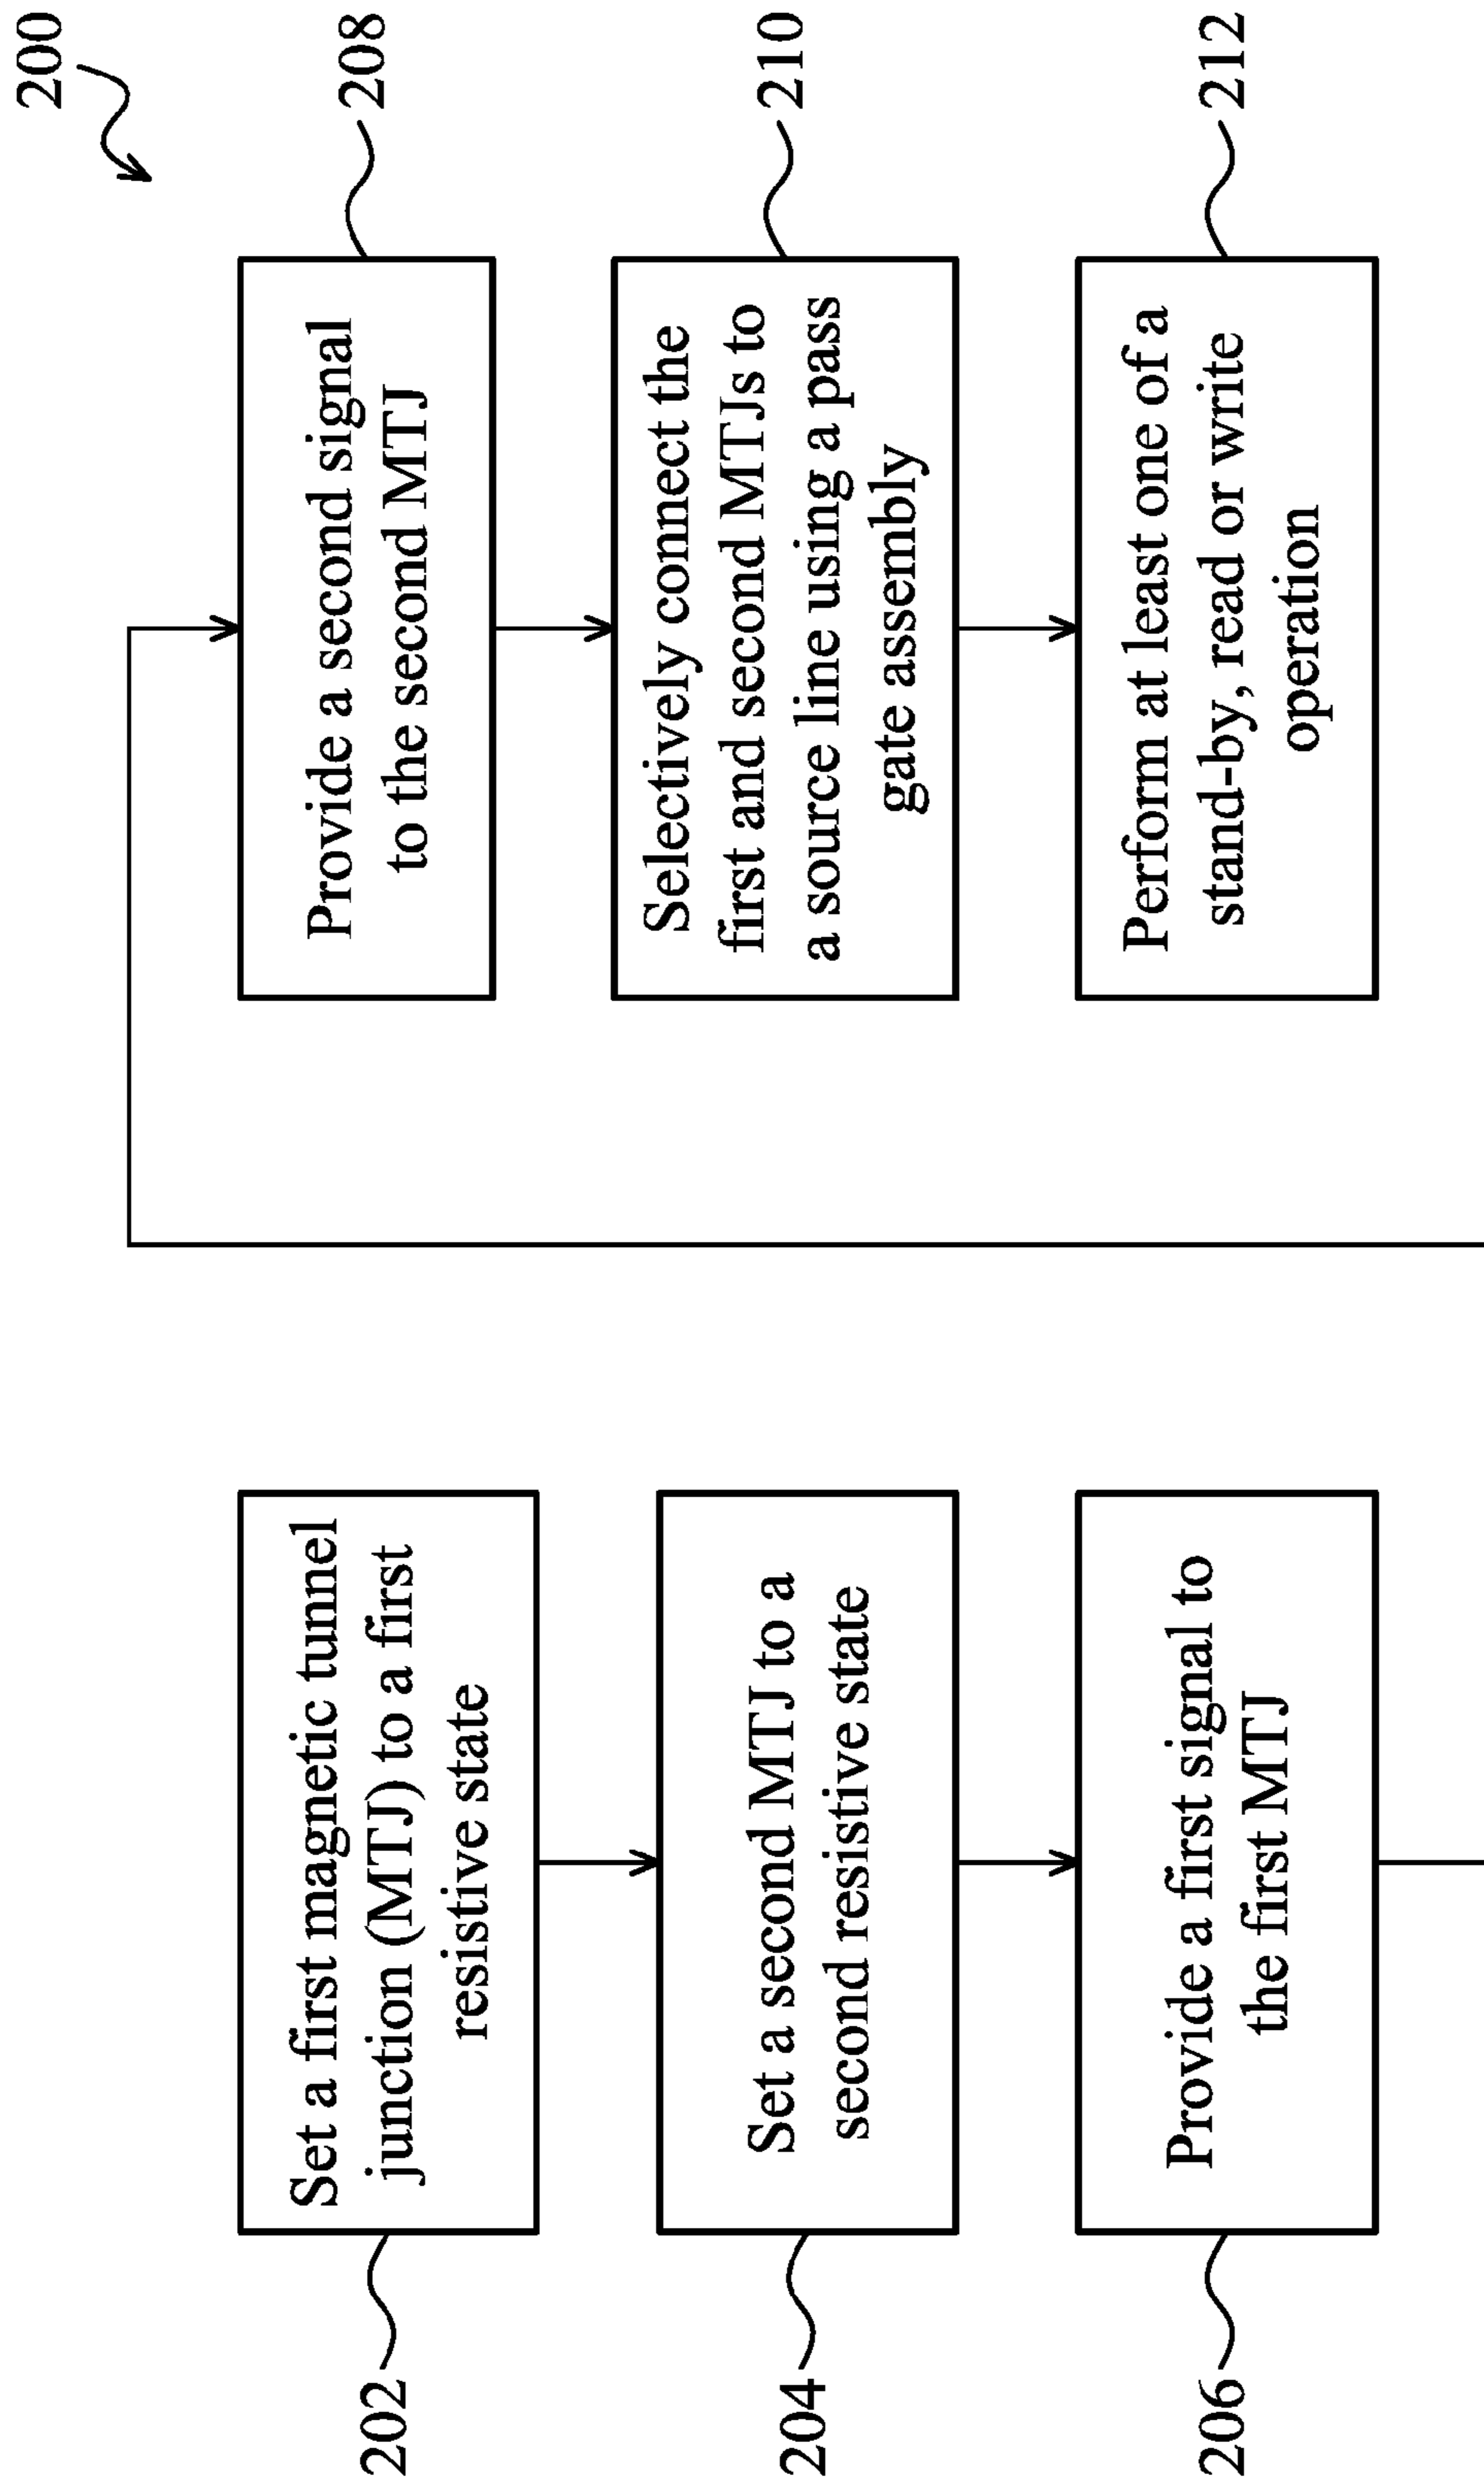 200
202
Set a first magnetic tunnel
junction (MTJ) to a first
resistive state
204
Set a second MTJ to a
second resistive state
206
Provide a first signal to
the first MTJ
208
Provide a second signal
to the second MTJ
210
Selectively connect the
first and second MTJs to
a source line using a pass
gate assembly
212
Perform at least one of a
stand-by, read or write
operation